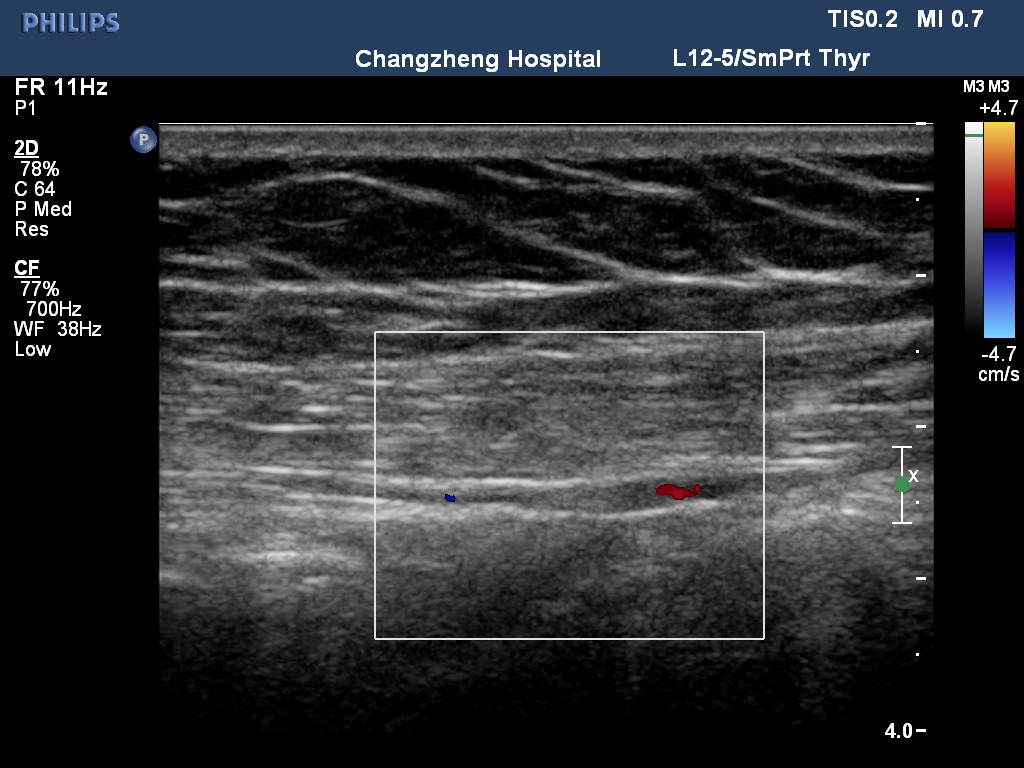 PHILIPS
TIS0.2 MI 0.7
Changzheng Hospital
L12-5/SmPrt Thyr
FR 11Hz
P1
2D
78%
C 64
P Med
Res
CF
77%
700Hz
WF 38Hz
Low
P
M3 M3
+4.7
-4.7
cm/s
X
4.0